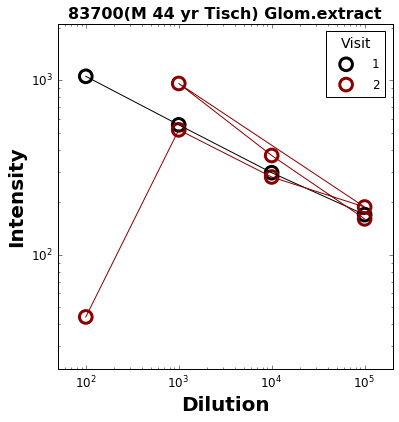 83700(M 44 yr Tisch) Glom.extract
Visit
1
2
Intensity
10³
10²
10² 10³ 10⁴ 10⁵
Dilution